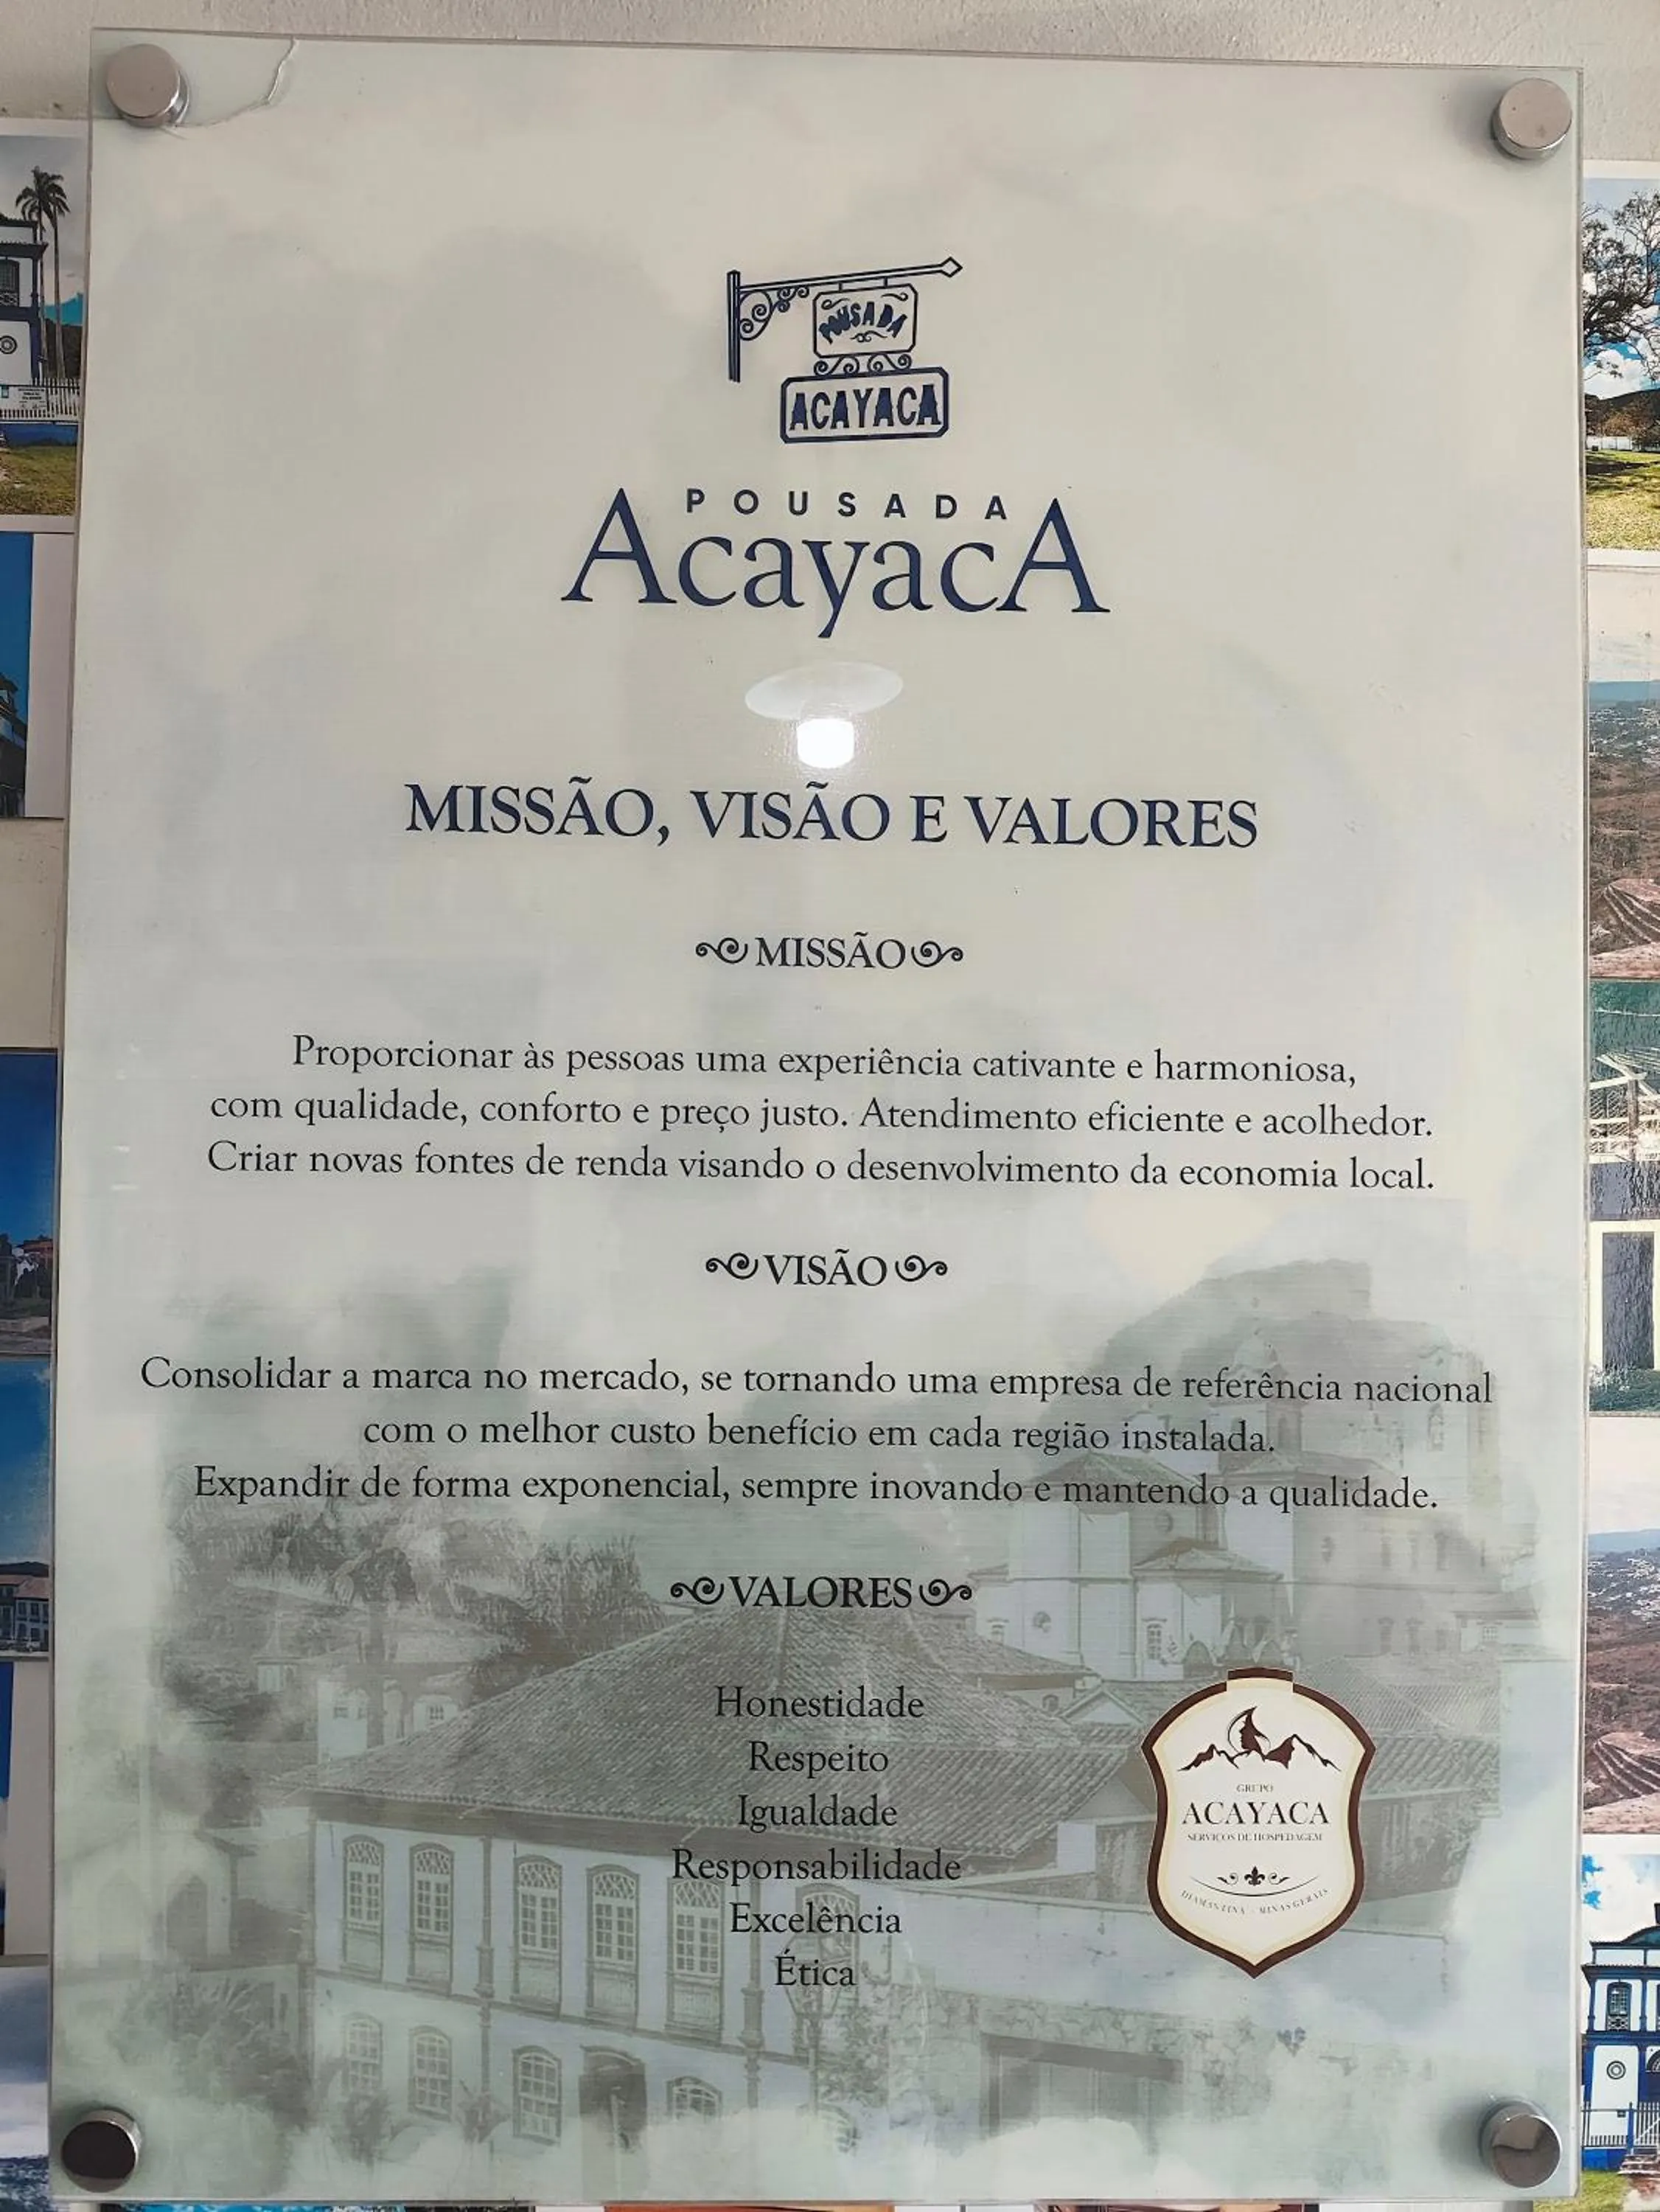 POUSADA
ACAYACA
POUSADA
AcayacA
MISSÃO, VISÃO E VALORES
MISSÃO
Proporcionar às pessoas uma experiência cativante e harmoniosa,
com qualidade, conforto e preço justo. Atendimento eficiente e acolhedor.
Criar novas fontes de renda visando o desenvolvimento da economia local.
VISÃO
Consolidar a marca no mercado, se tornando uma empresa de referência nacional
com o melhor custo benefício em cada região instalada.
Expandir de forma exponencial, sempre inovando e mantendo a qualidade.
VALORES
Honestidade
Respeito
Igualdade
Responsabilidade
Excelência
Ética
GRUPO
ACAYACA
SERVIÇOS DE HOSPEDAGEM
DIAMANTINA - MINAS GERAIS